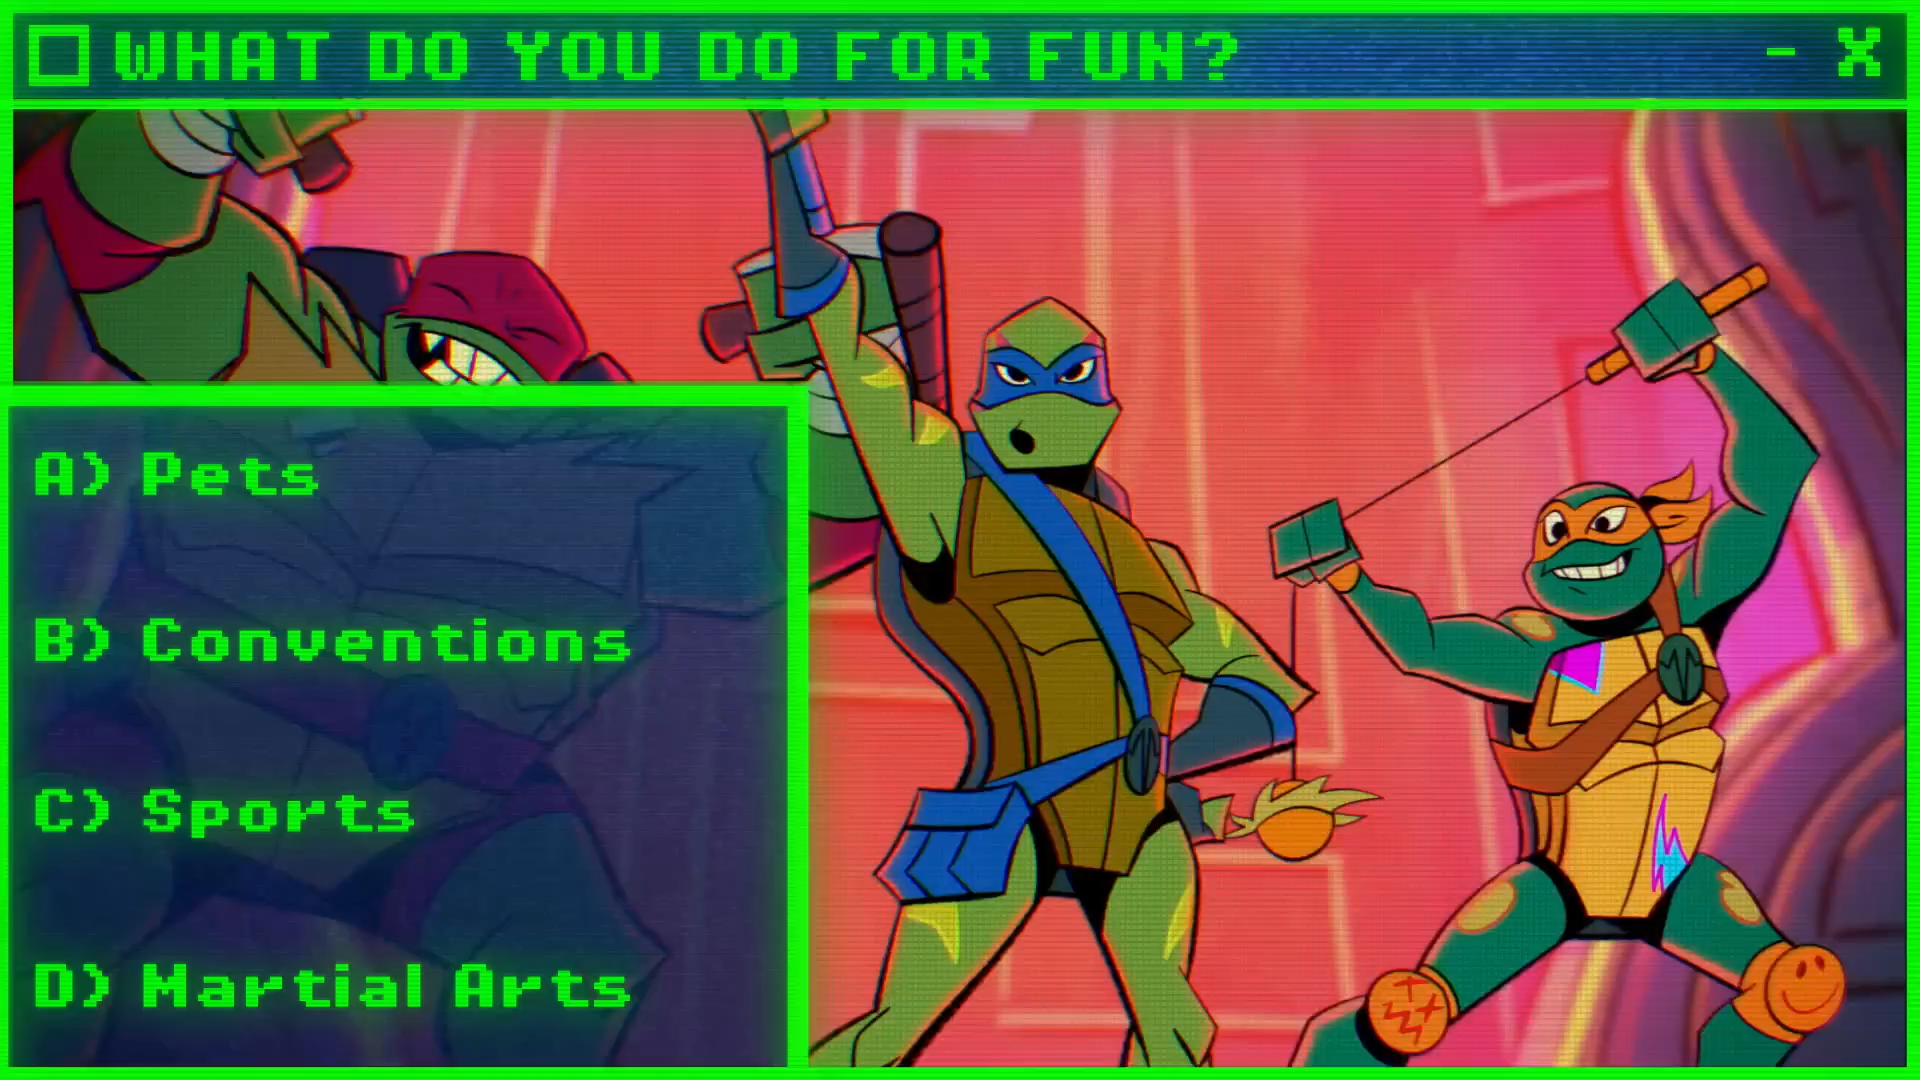 WHAT DO YOU DO FOR FUN? - X
A) Pets
B) Conventions
C) Sports
D) Martial Arts